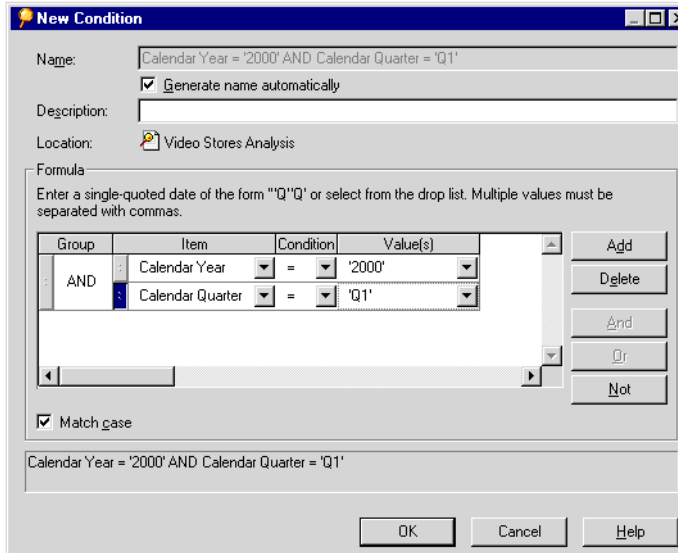 New Condition
Name: Calendar Year = '2000' AND Calendar Quarter = 'Q1'
Generate name automatically
Description:
Location: Video Stores Analysis
Formula
Enter a single-quoted date of the form "'Q"Q' or select from the drop list. Multiple values must be
separated with commas.
Group Item Condition Value(s)
Add
AND Calendar Year = '2000'
Delete
Calendar Quarter = 'Q1'
And
Or
Not
Match case
Calendar Year = '2000' AND Calendar Quarter = 'Q1'
OK Cancel Help